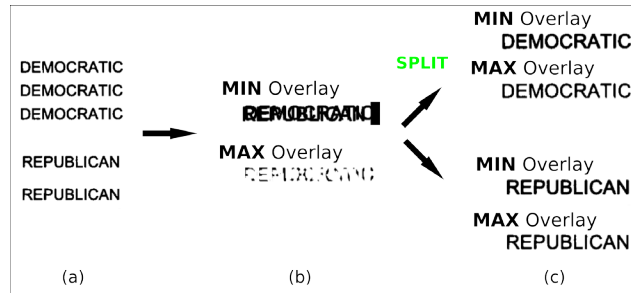 DEMOCRATIC
DEMOCRATIC
DEMOCRATIC
REPUBLICAN
REPUBLICAN
(a)
MIN Overlay
MAX Overlay
(b)
SPLIT
MIN Overlay
DEMOCRATIC
MAX Overlay
DEMOCRATIC
MIN Overlay
REPUBLICAN
MAX Overlay
REPUBLICAN
(c)